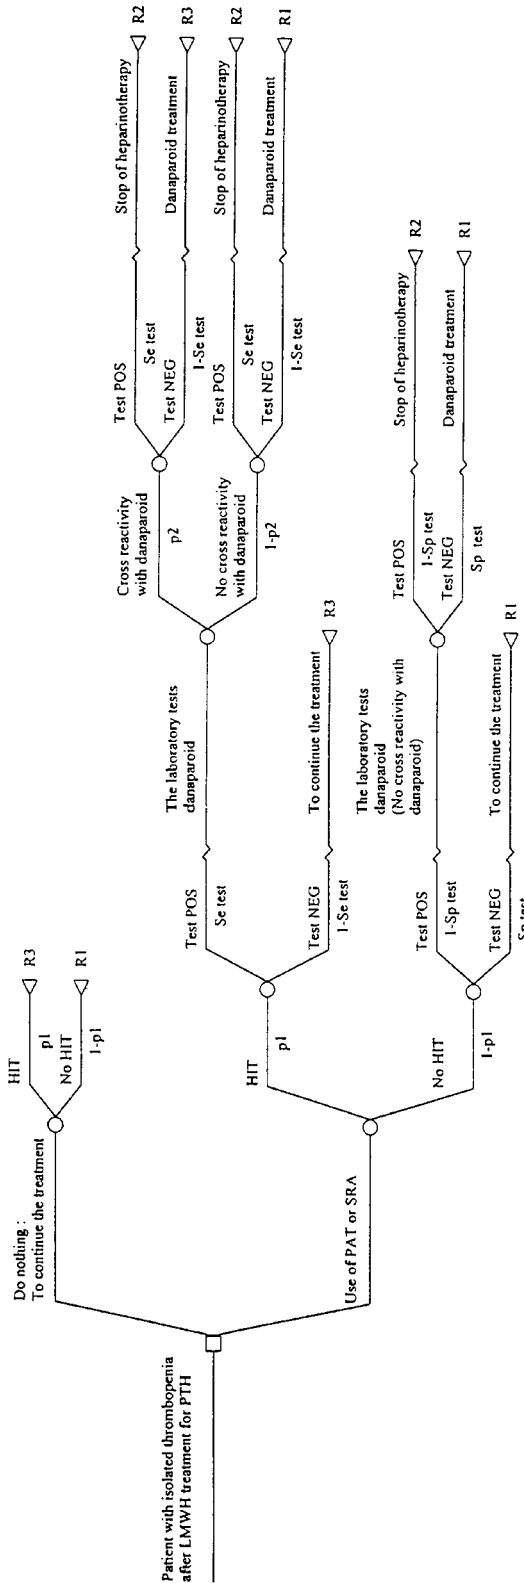 Patient with isolated thrombopenia
after LMWH treatment for PTH
Do nothing :
To continue the treatment
HIT
p1
R3
No HIT
1-p1
R1
Use of PAT or SRA
HIT
p1
Test POS
Se test
The laboratory tests
danaparoid
Cross reactivity
with danaparoid
p2
Test POS
Se test
Stop of heparinotherapy
R2
Test NEG
1-Se test
Danaparoid treatment
R3
No cross reactivity
with danaparoid
1-p2
Test POS
Se test
Stop of heparinotherapy
R2
Test NEG
1-Se test
Danaparoid treatment
R1
Test NEG
1-Se test
To continue the treatment
R3
No HIT
1-p1
Test POS
1-Sp test
The laboratory tests
danaparoid
(No cross reactivity with
danaparoid)
Test POS
1-Sp test
Stop of heparinotherapy
R2
Test NEG
Sp test
Danaparoid treatment
R1
Test NEG
Sp test
To continue the treatment
R1